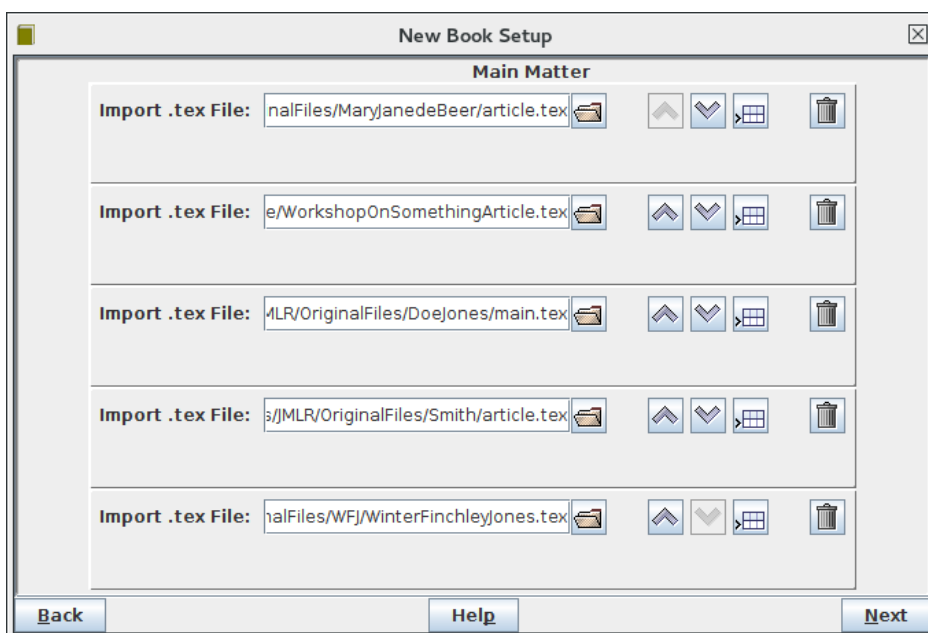 New Book Setup
Main Matter
Import .tex File: nalFiles/MaryJanedeBeer/article.tex
Import .tex File: e/WorkshopOnSomethingArticle.tex
Import .tex File: MLR/OriginalFiles/DoeJones/main.tex
Import .tex File: s/JMLR/OriginalFiles/Smith/article.tex
Import .tex File: nalFiles/WFJ/WinterFinchleyJones.tex
Back Help Next